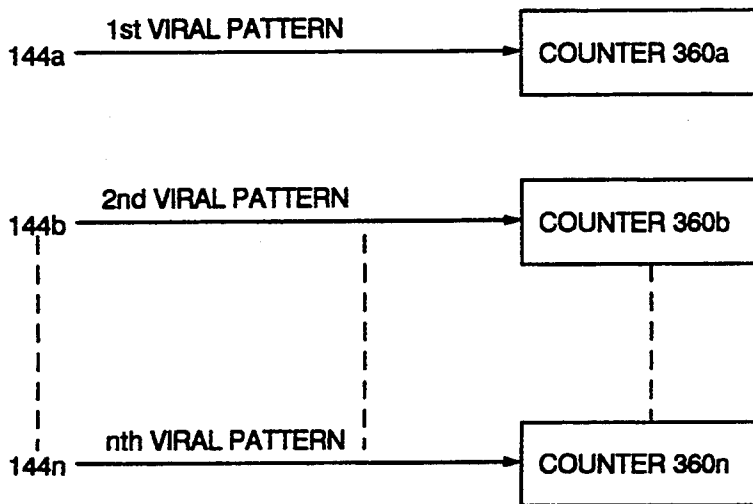 1st VIRAL PATTERN
144a
COUNTER 360a
2nd VIRAL PATTERN
144b
COUNTER 360b
nth VIRAL PATTERN
144n
COUNTER 360n